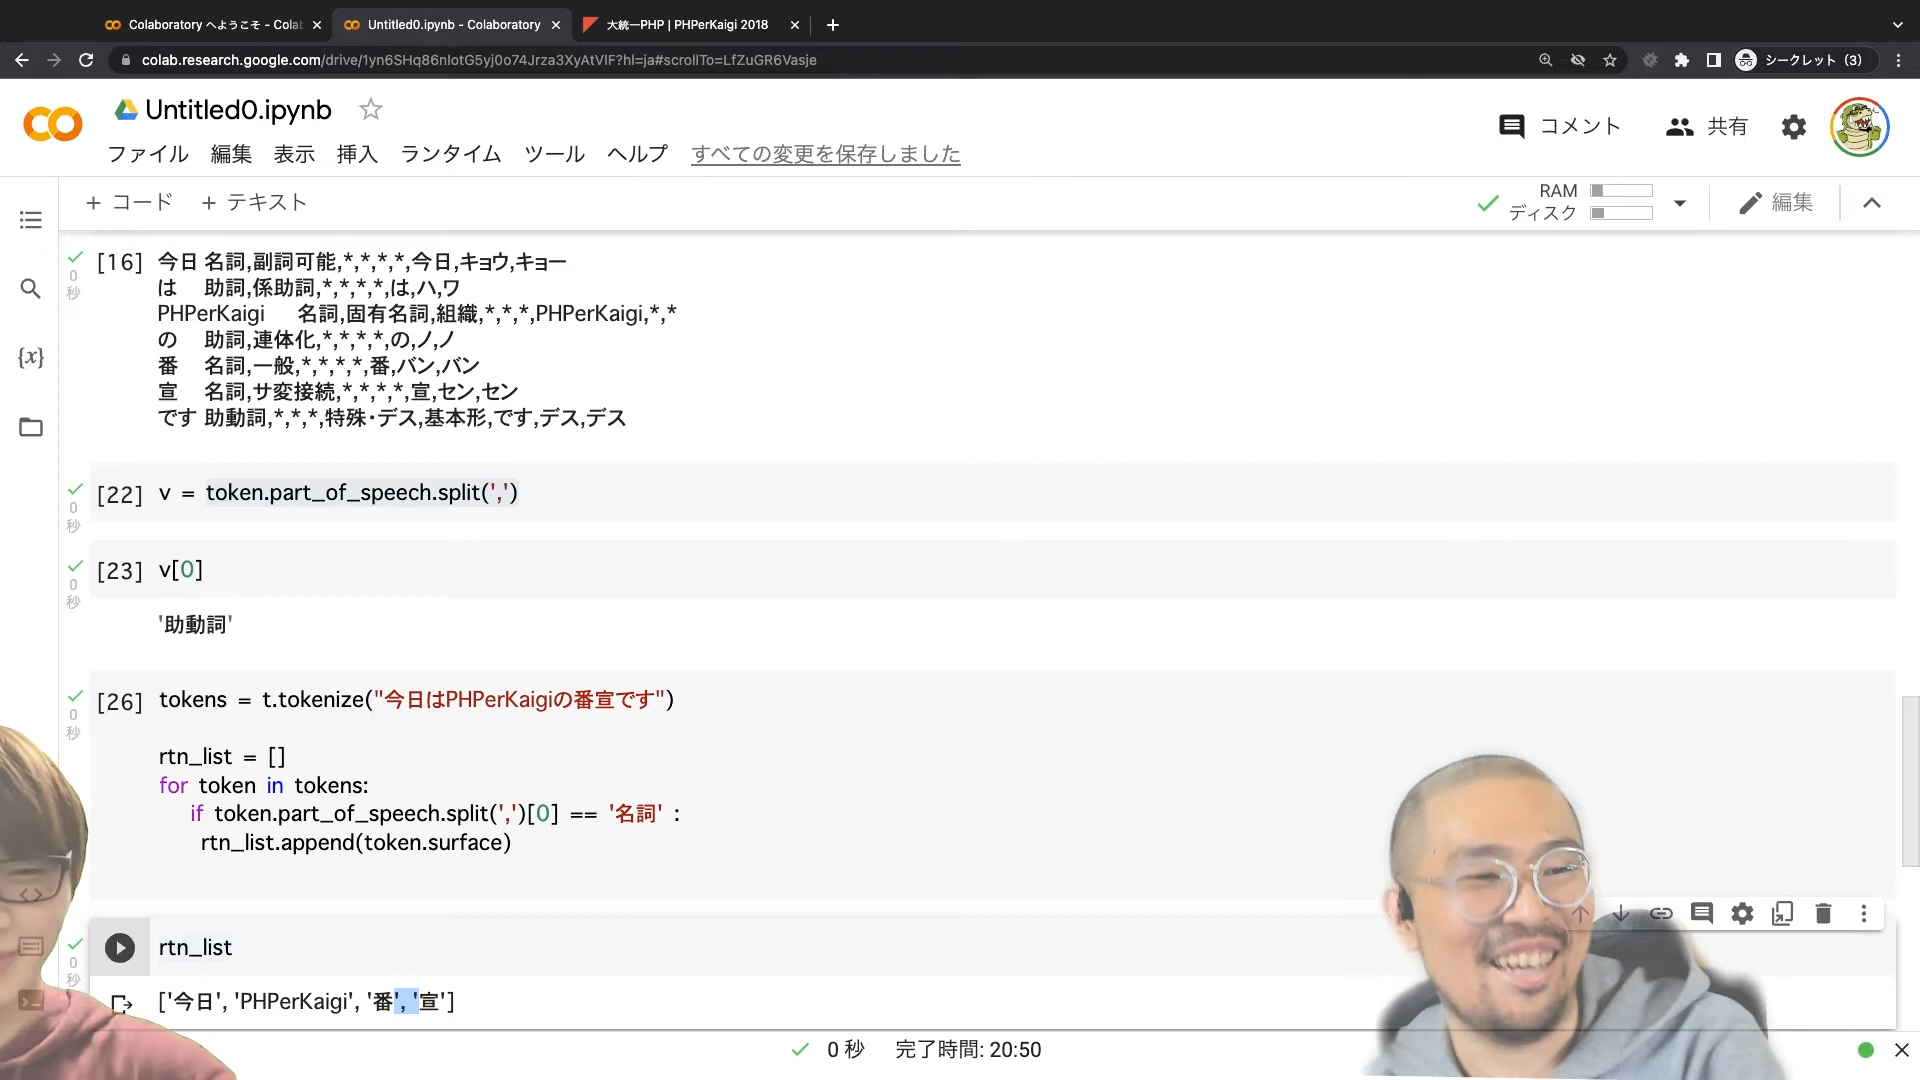 Colaboratory へようこそ - Colab
Untitled0.ipynb - Colaboratory
大統一PHP | PHPerKaigi 2018
colab.research.google.com/drive/1yn6SHq86nlotG5yj0o74Jrza3XyAtVlF?hl=ja#scrollTo=LfZuGR6Vasje
シークレット (3)
Untitled0.ipynb
コメント
共有
ファイル 編集 表示 挿入 ランタイム ツール ヘルプ すべての変更を保存しました
+ コード + テキスト
RAM
ディスク
編集
[16] 今日 名詞,副詞可能,*,*,*,*,今日,キョウ,キョー
0
秒
は 助詞,係助詞,*,*,*,*,は,ハ,ワ
PHPerKaigi 名詞,固有名詞,組織,*,*,*,PHPerKaigi,*,*
の 助詞,連体化,*,*,*,*,の,ノ,ノ
番 名詞,一般,*,*,*,*,番,バン,バン
宣 名詞,サ変接続,*,*,*,*,宣,セン,セン
です 助動詞,*,*,*,特殊・デス,基本形,です,デス,デス
[22] v = token.part_of_speech.split(',')
0
秒
[23] v[0]
0
秒
'助動詞'
[26] tokens = t.tokenize("今日はPHPerKaigiの番宣です")
0
秒
rtn_list = []
for token in tokens:
if token.part_of_speech.split(',')[0] == '名詞' :
rtn_list.append(token.surface)
rtn_list
0
秒
['今日', 'PHPerKaigi', '番', '宣']
0 秒 完了時間: 20:50